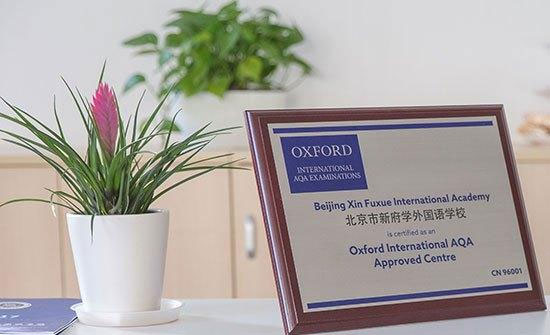 OXFORD
INTERNATIONAL
AQA EXAMINATIONS
Beijing Xin Fuxue International Academy
北京市新府学外国语学校
is certified as an
Oxford International AQA
Approved Centre
CN 96001